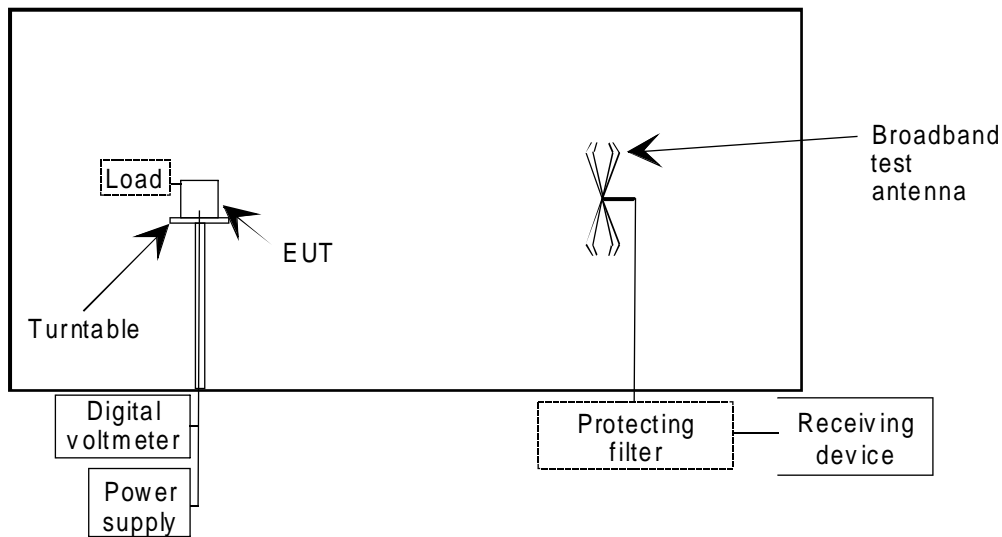 Broadband
test
antenna
Load
EUT
Turntable
Digital
voltmeter
Power
supply
Protecting
filter
Receiving
device